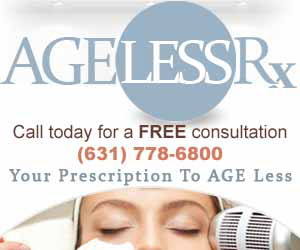 AGELESSRx
Call today for a FREE consultation
(631) 778-6800
Your Prescription To AGE Less